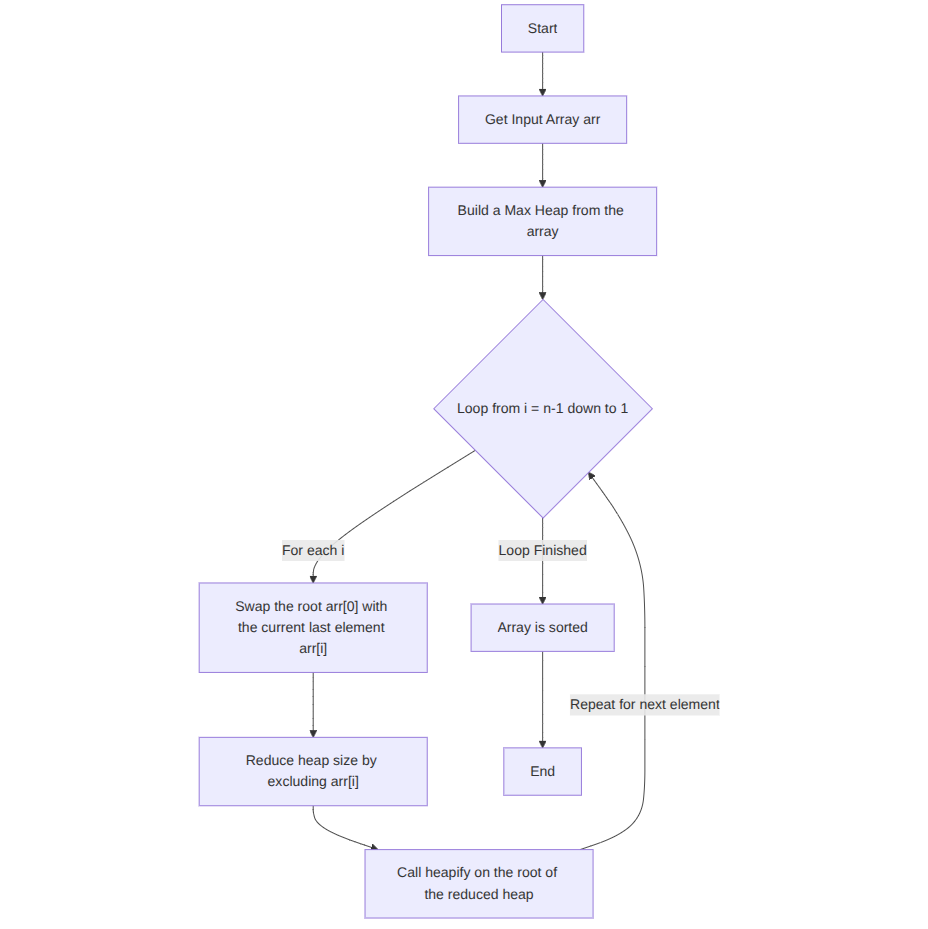 Start
Get Input Array arr
Build a Max Heap from the
array
Loop from i = n-1 down to 1
For each i
Loop Finished
Swap the root arr[0] with
the current last element
arr[i]
Array is sorted
Repeat for next element
Reduce heap size by
excluding arr[i]
End
Call heapify on the root of
the reduced heap